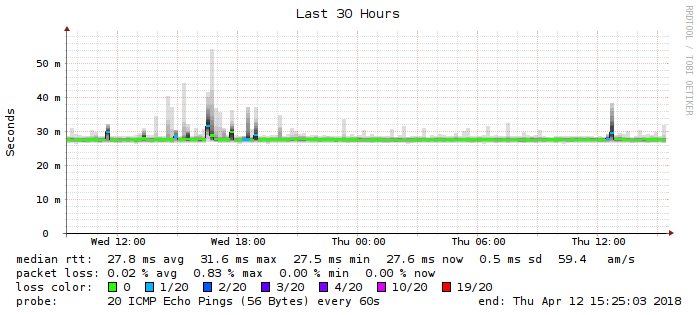 Last 30 Hours
RRDTOOL / TOBI OETIKER
Seconds
50 m
40 m
30 m
20 m
10 m
0
Wed 12:00 Wed 18:00 Thu 00:00 Thu 06:00 Thu 12:00
median rtt: 27.8 ms avg 31.6 ms max 27.5 ms min 27.6 ms now 0.5 ms sd 59.4 am/s
packet loss: 0.02 % avg 0.83 % max 0.00 % min 0.00 % now
loss color: 0 1/20 2/20 3/20 4/20 10/20 19/20
probe: 20 ICMP Echo Pings (56 Bytes) every 60s end: Thu Apr 12 15:25:03 2018